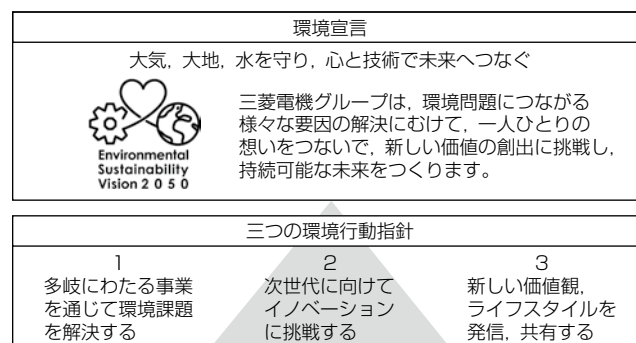 環境宣言
大気，大地，水を守り，心と技術で未来へつなぐ
Environmental
Sustainability
Vision 2 0 5 0
三菱電機グループは，環境問題につながる
様々な要因の解決にむけて，一人ひとりの
想いをつないで，新しい価値の創出に挑戦し，
持続可能な未来をつくります。
三つの環境行動指針
1
多岐にわたる事業
を通じて環境課題
を解決する
2
次世代に向けて
イノベーション
に挑戦する
3
新しい価値観，
ライフスタイルを
発信，共有する